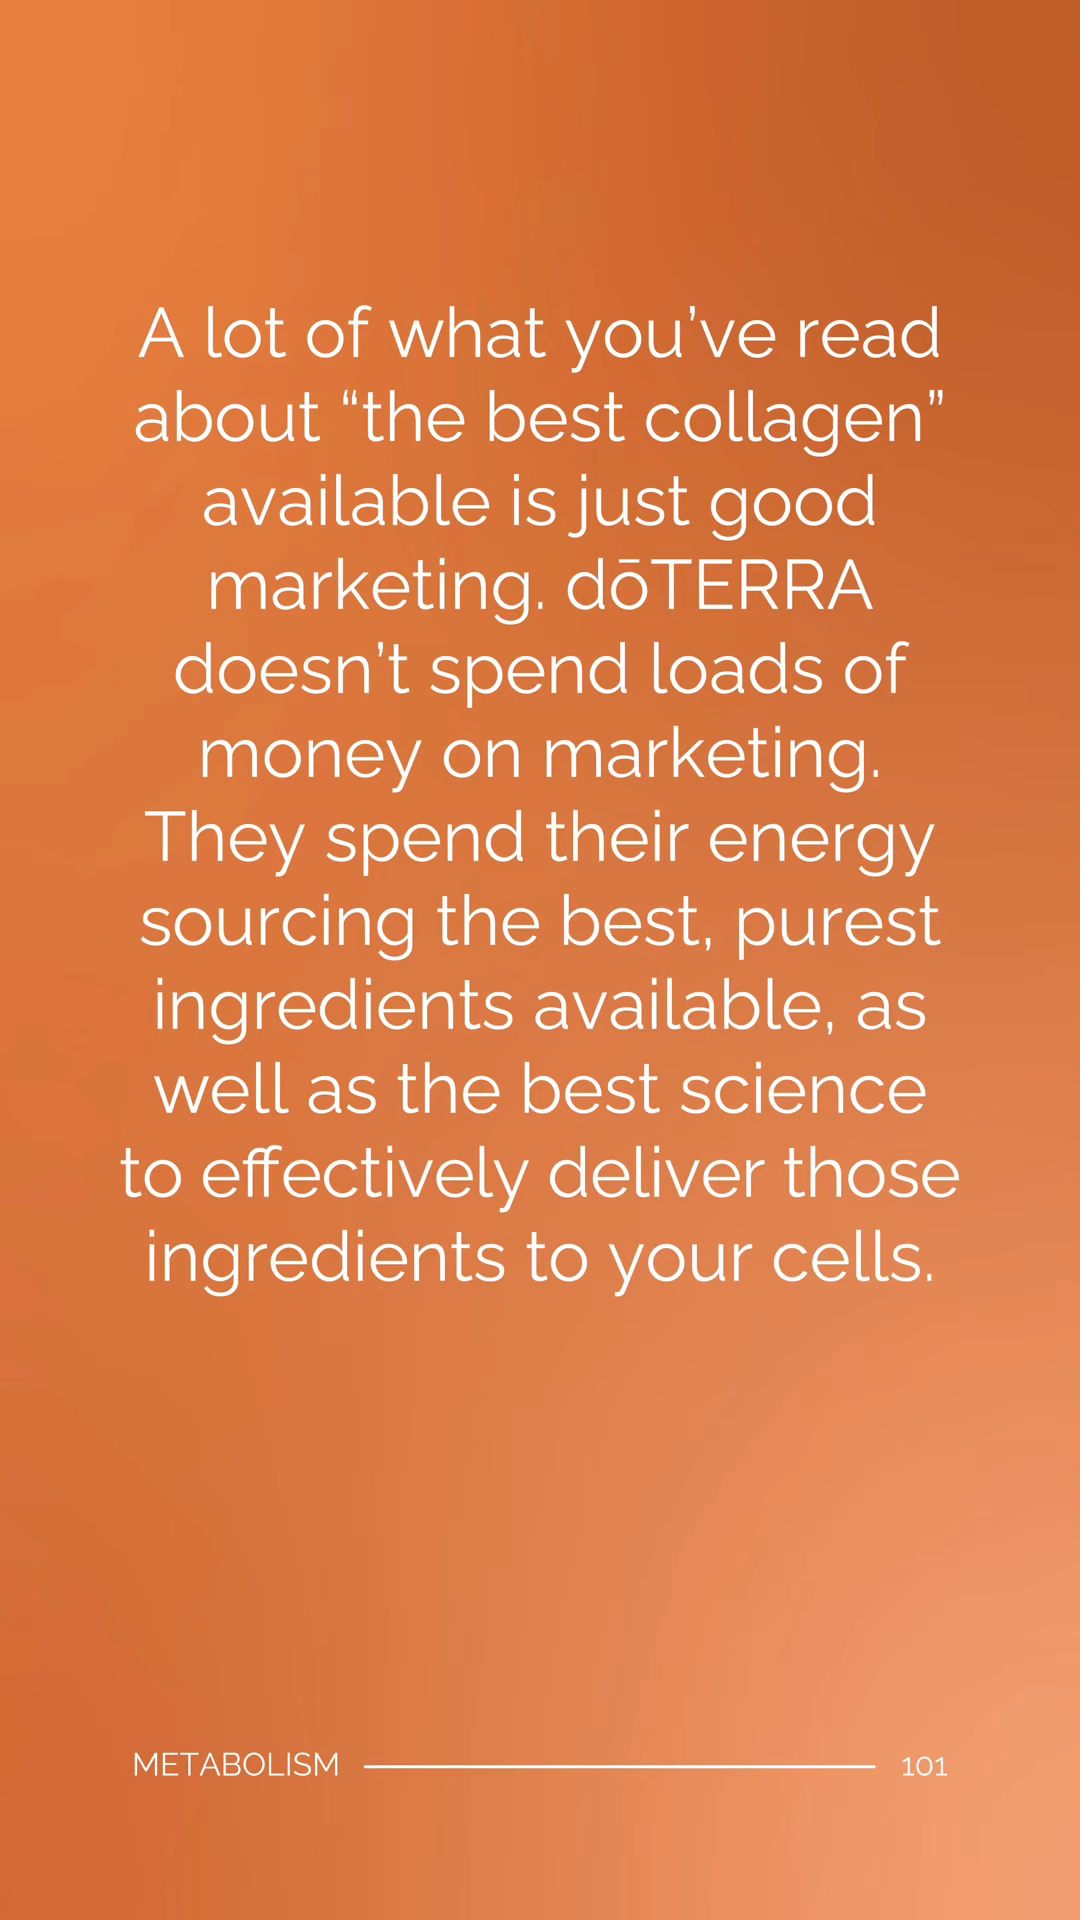 A lot of what you’ve read
about “the best collagen”
available is just good
marketing. dōTERRA
doesn’t spend loads of
money on marketing.
They spend their energy
sourcing the best, purest
ingredients available, as
well as the best science
to effectively deliver those
ingredients to your cells.
METABOLISM 101